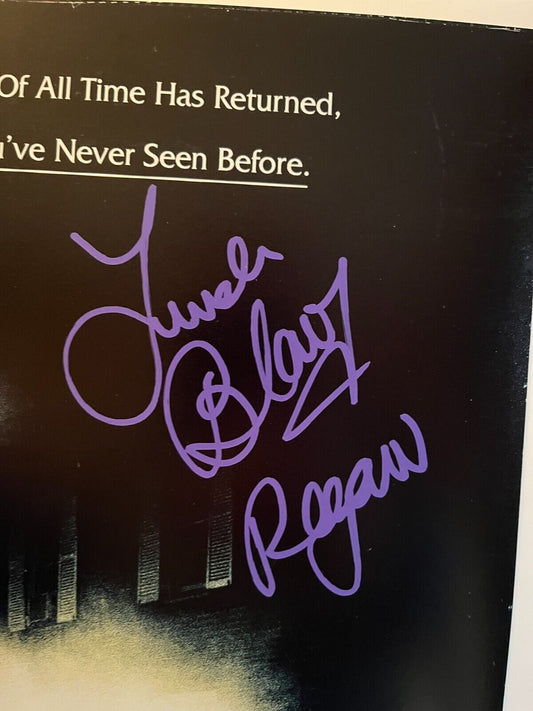 Of All Time Has Returned,
u've Never Seen Before.
Linda
Blair
Regan